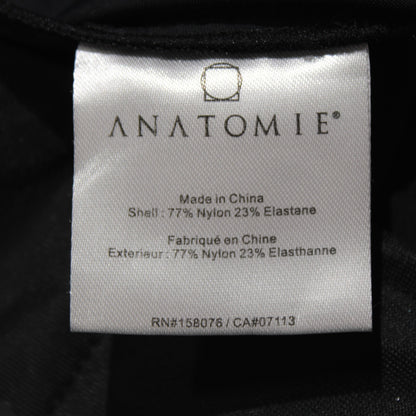 ANATOMIE®
Made in China
Shell : 77% Nylon 23% Elastane
Fabriqué en Chine
Exterieur : 77% Nylon 23% Elasthanne
RN#158076 / CA#07113